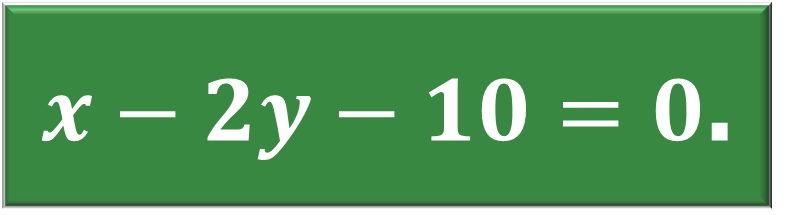 x − 2y − 10 = 0.